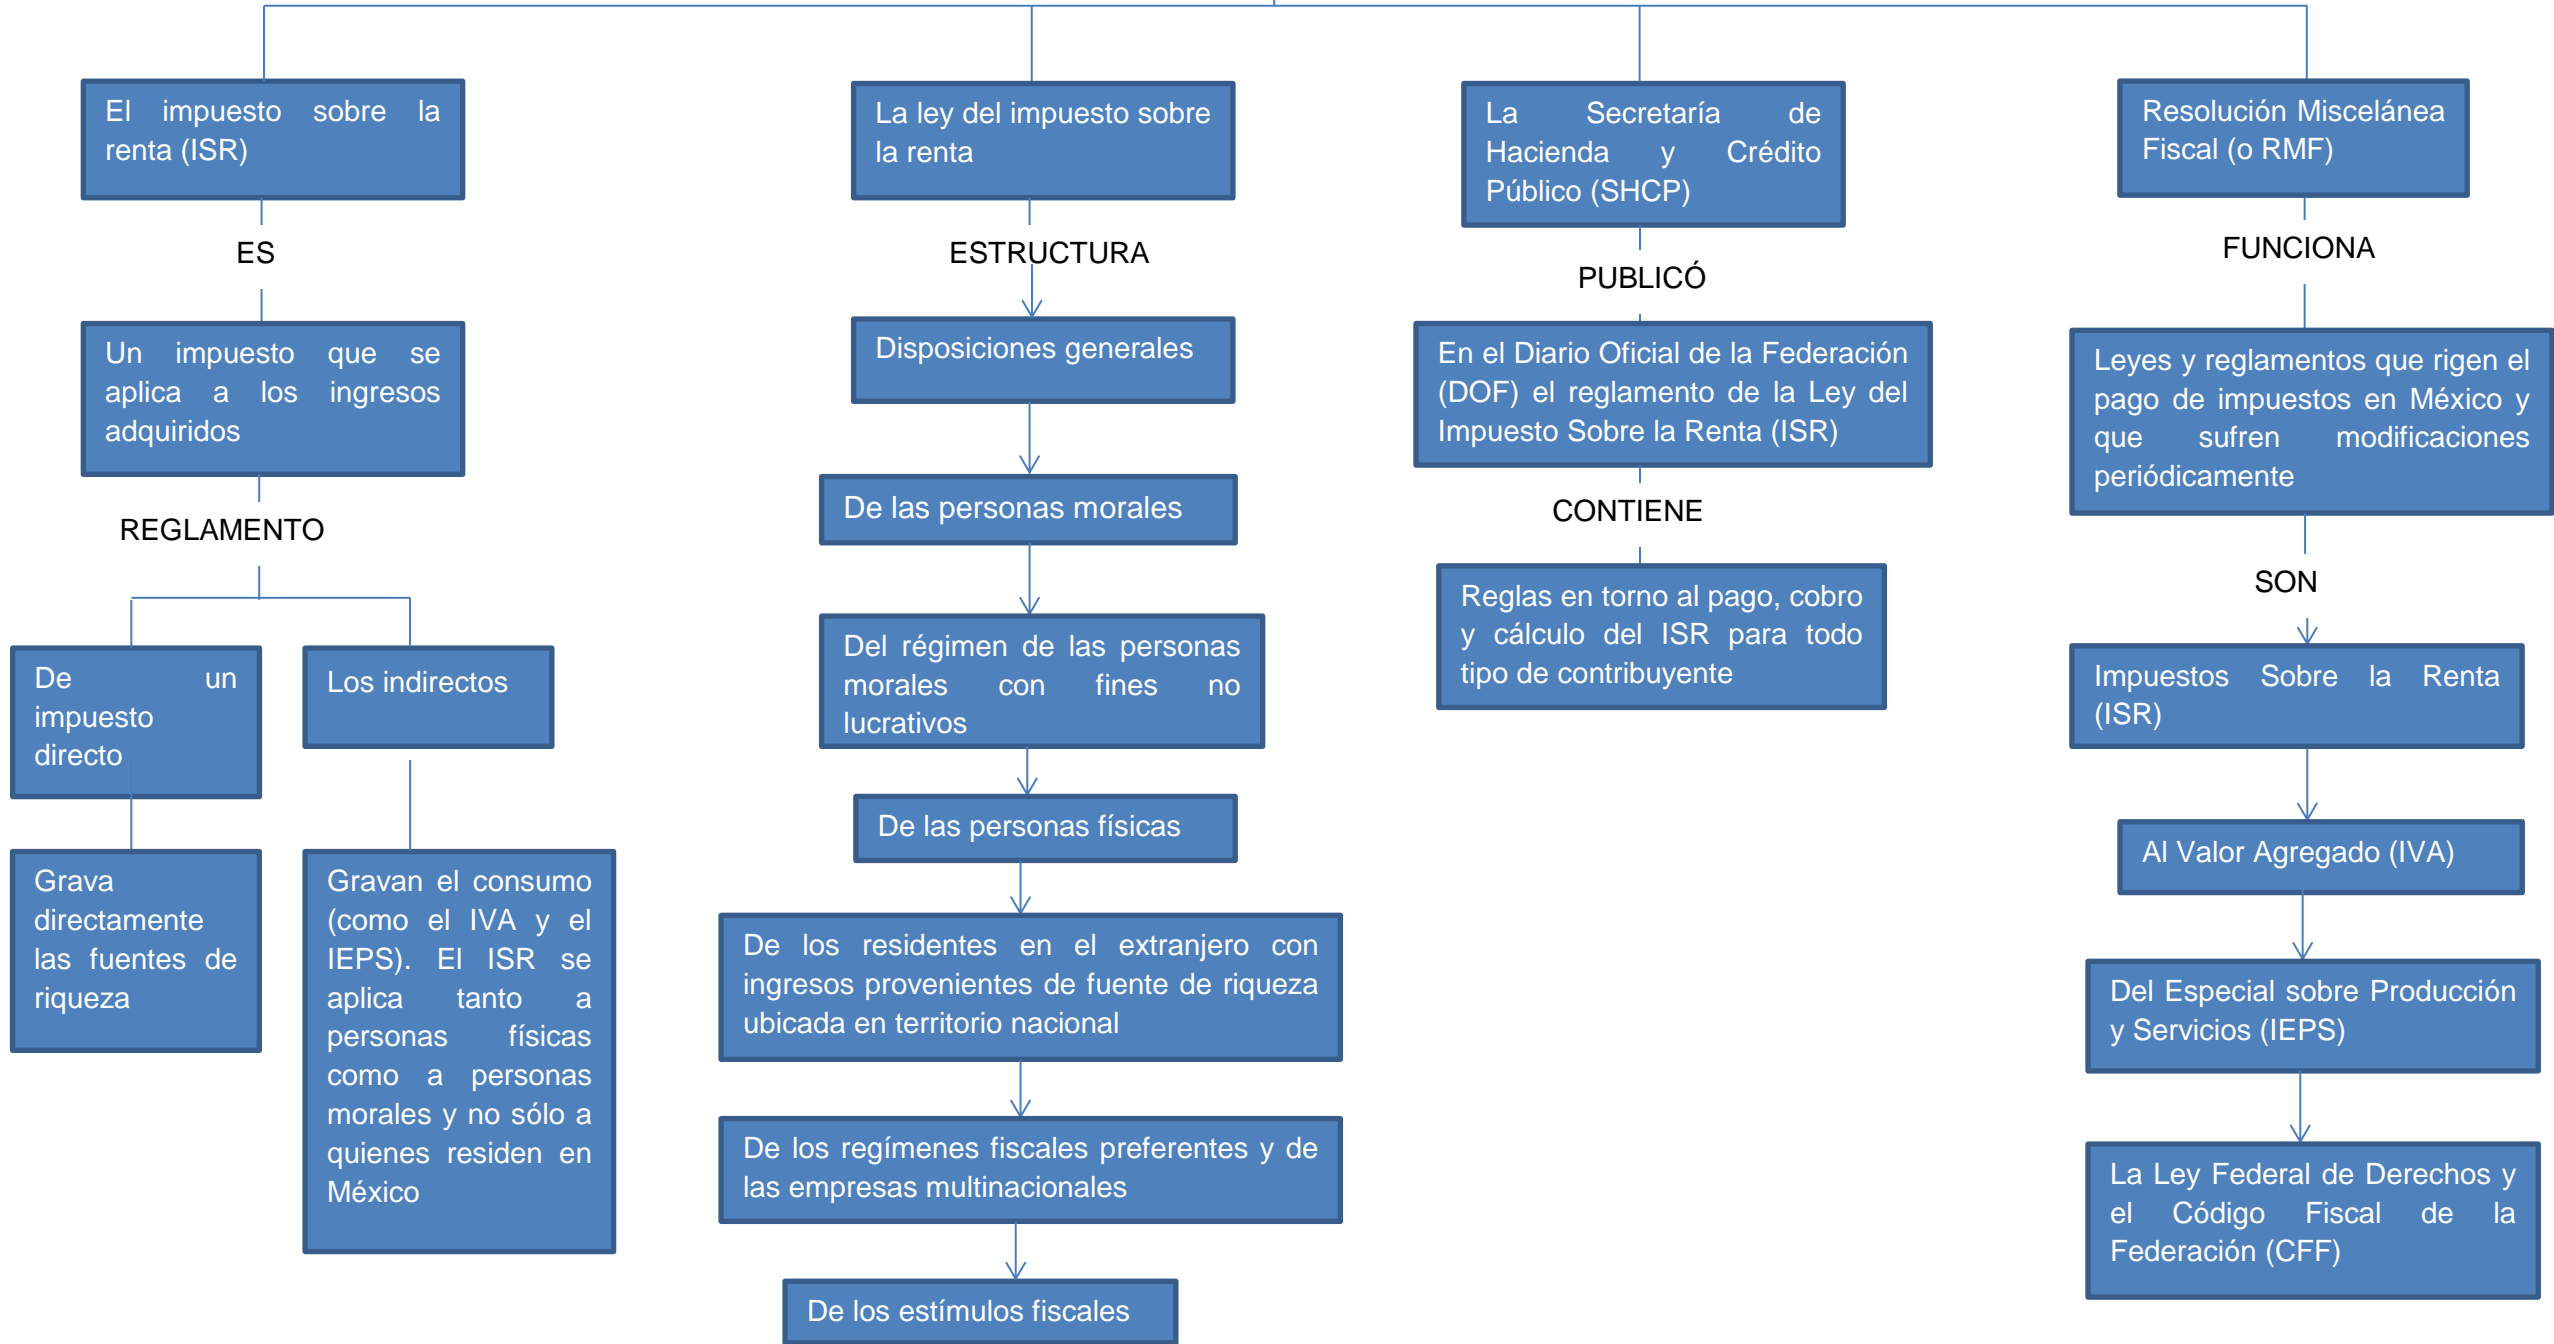 El impuesto sobre la
renta (ISR)
ES
Un impuesto que se
aplica a los ingresos
adquiridos
REGLAMENTO
De un
impuesto
directo
Grava
directamente
las fuentes de
riqueza
Los indirectos
Gravan el consumo
(como el IVA y el
IEPS). El ISR se
aplica tanto a
personas físicas
como a personas
morales y no sólo a
quienes residen en
México
La ley del impuesto sobre
la renta
ESTRUCTURA
Disposiciones generales
De las personas morales
Del régimen de las personas
morales con fines no
lucrativos
De las personas físicas
De los residentes en el extranjero con
ingresos provenientes de fuente de riqueza
ubicada en territorio nacional
De los regímenes fiscales preferentes y de
las empresas multinacionales
De los estímulos fiscales
La Secretaría de
Hacienda y Crédito
Público (SHCP)
PUBLICÓ
En el Diario Oficial de la Federación
(DOF) el reglamento de la Ley del
Impuesto Sobre la Renta (ISR)
CONTIENE
Reglas en torno al pago, cobro
y cálculo del ISR para todo
tipo de contribuyente
Resolución Miscelánea
Fiscal (o RMF)
FUNCIONA
Leyes y reglamentos que rigen el
pago de impuestos en México y
que sufren modificaciones
periódicamente
SON
Impuestos Sobre la Renta
(ISR)
Al Valor Agregado (IVA)
Del Especial sobre Producción
y Servicios (IEPS)
La Ley Federal de Derechos y
el Código Fiscal de la
Federación (CFF)